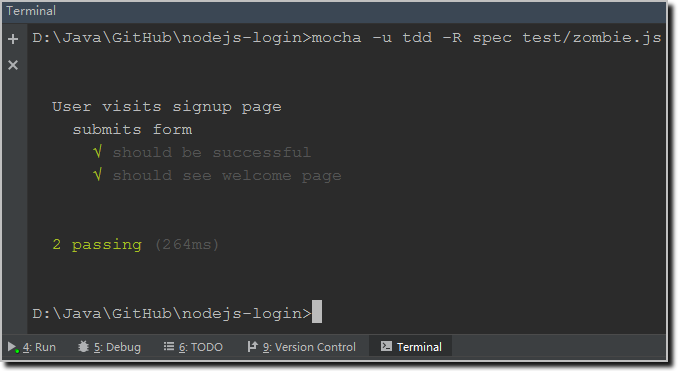 Terminal
D:\Java\GitHub\nodejs-login>mocha -u tdd -R spec test/zombie.js
User visits signup page
submits form
√ should be successful
√ should see welcome page
2 passing (264ms)
D:\Java\GitHub\nodejs-login>
4: Run 5: Debug 6: TODO 9: Version Control Terminal